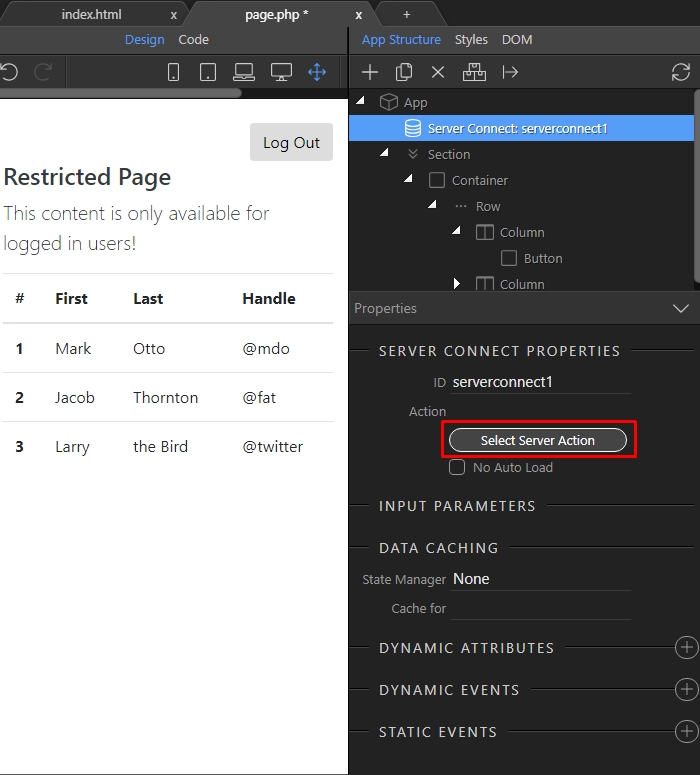 index.html x page.php * x +
Design Code
App Structure Styles DOM
App
Server Connect: serverconnect1
Section
Container
Row
Column
Button
Column
Log Out
Restricted Page
This content is only available for
logged in users!
# First Last Handle
1 Mark Otto @mdo
2 Jacob Thornton @fat
3 Larry the Bird @twitter
Properties
SERVER CONNECT PROPERTIES
ID serverconnect1
Action
Select Server Action
No Auto Load
INPUT PARAMETERS
DATA CACHING
State Manager None
Cache for
DYNAMIC ATTRIBUTES
DYNAMIC EVENTS
STATIC EVENTS